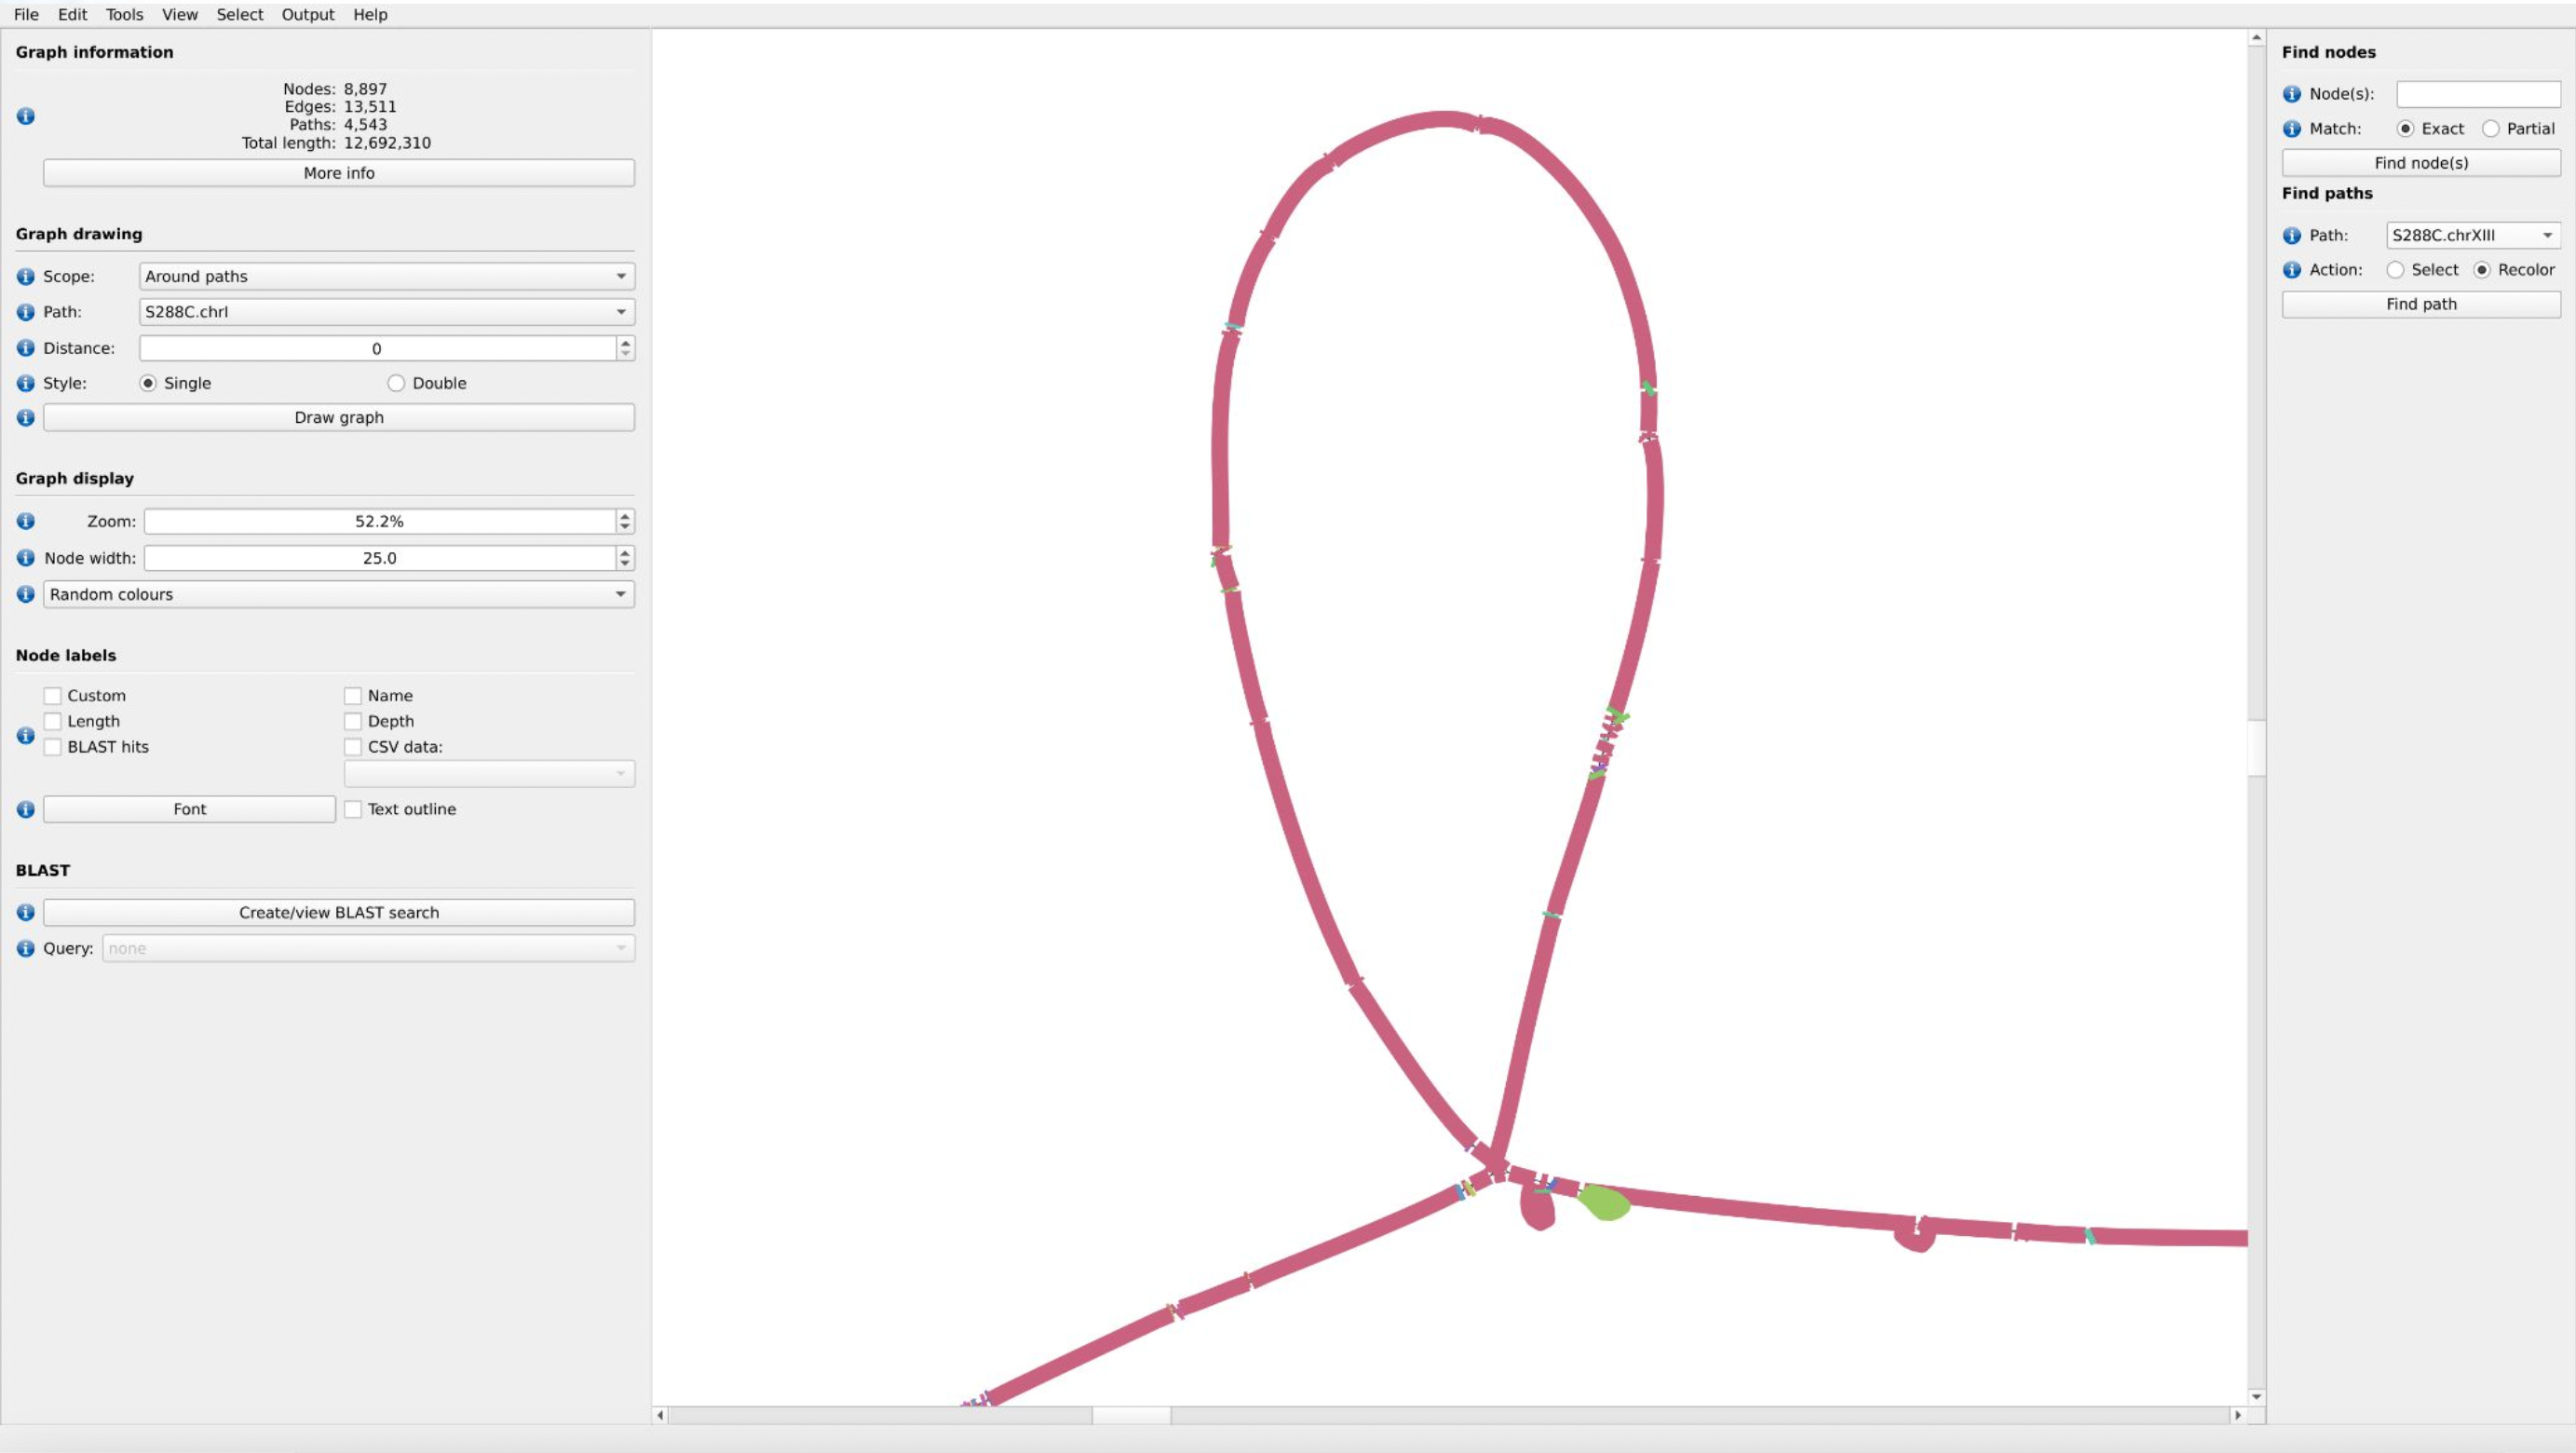 File Edit Tools View Select Output Help
Graph information
Nodes: 8,897
Edges: 13,511
Paths: 4,543
Total length: 12,692,310
More info
Graph drawing
Scope: Around paths
Path: S288C.chrI
Distance: 0
Style: Single Double
Draw graph
Graph display
Zoom: 52.2%
Node width: 25.0
Random colours
Node labels
Custom Name
Length Depth
BLAST hits CSV data:
Font Text outline
BLAST
Create/view BLAST search
Query: none
Find nodes
Node(s):
Match: Exact Partial
Find node(s)
Find paths
Path: S288C.chrXIII
Action: Select Recolor
Find path